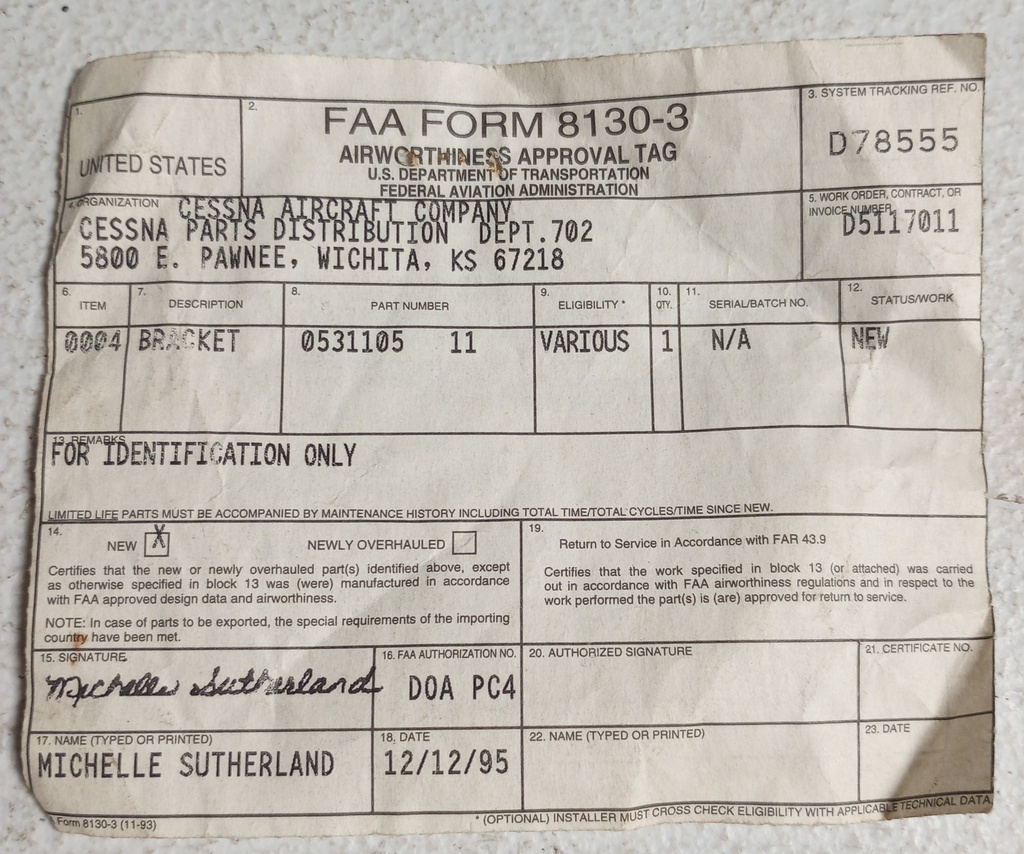 1.
UNITED STATES
2.
FAA FORM 8130-3
AIRWORTHINESS APPROVAL TAG
U.S. DEPARTMENT OF TRANSPORTATION
FEDERAL AVIATION ADMINISTRATION
3. SYSTEM TRACKING REF. NO.
D78555
4. ORGANIZATION
CESSNA AIRCRAFT COMPANY
CESSNA PARTS DISTRIBUTION DEPT.702
5800 E. PAWNEE, WICHITA, KS 67218
5. WORK ORDER, CONTRACT, OR
INVOICE NUMBER
D5117011
6. ITEM
7. DESCRIPTION
8. PART NUMBER
9. ELIGIBILITY *
10. QTY.
11. SERIAL/BATCH NO.
12. STATUS/WORK
0004 BRACKET 0531105 11 VARIOUS 1 N/A NEW
13. REMARKS
FOR IDENTIFICATION ONLY
LIMITED LIFE PARTS MUST BE ACCOMPANIED BY MAINTENANCE HISTORY INCLUDING TOTAL TIME/TOTAL CYCLES/TIME SINCE NEW.
14.
NEW X NEWLY OVERHAULED
Certifies that the new or newly overhauled part(s) identified above, except
as otherwise specified in block 13 was (were) manufactured in accordance
with FAA approved design data and airworthiness.
NOTE: In case of parts to be exported, the special requirements of the importing
country have been met.
19.
Return to Service in Accordance with FAR 43.9
Certifies that the work specified in block 13 (or attached) was carried
out in accordance with FAA airworthiness regulations and in respect to the
work performed the part(s) is (are) approved for return to service.
15. SIGNATURE
Michelle Sutherland
16. FAA AUTHORIZATION NO.
DOA PC4
20. AUTHORIZED SIGNATURE
21. CERTIFICATE NO.
17. NAME (TYPED OR PRINTED)
MICHELLE SUTHERLAND
18. DATE
12/12/95
22. NAME (TYPED OR PRINTED)
23. DATE
Form 8130-3 (11-93)
* (OPTIONAL) INSTALLER MUST CROSS CHECK ELIGIBILITY WITH APPLICABLE TECHNICAL DATA